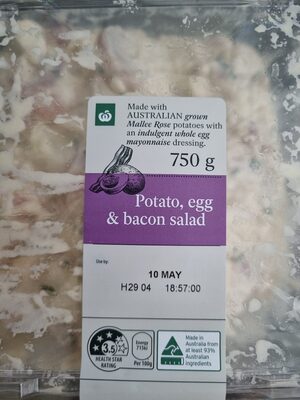 Made with
AUSTRALIAN grown
Mallee Rose potatoes with
an indulgent whole egg
mayonnaise dressing.
750 g
Potato, egg
& bacon salad
Use by:
10 MAY
H29 04 18:57:00
3.5
HEALTH STAR
RATING
Energy
715kJ
Per 100g
Made in
Australia from
at least 93%
Australian
ingredients